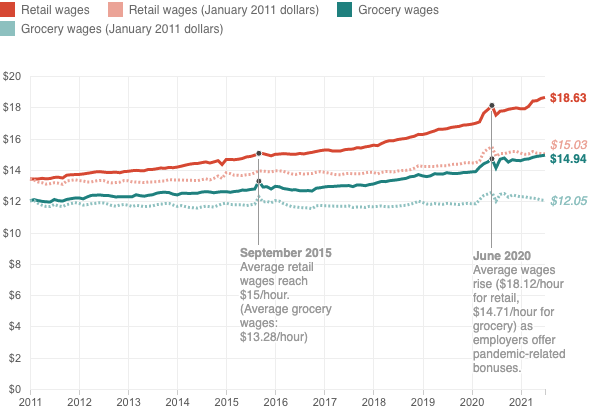 Retail wages
Retail wages (January 2011 dollars)
Grocery wages
Grocery wages (January 2011 dollars)
$20
$18
$16
$14
$12
$10
$8
$6
$4
$2
$0
$18.63
$15.03
$14.94
$12.05
September 2015
Average retail
wages reach
$15/hour.
(Average grocery
wages:
$13.28/hour)
June 2020
Average wages
rise ($18.12/hour
for retail,
$14.71/hour for
grocery) as
employers offer
pandemic-related
bonuses.
2011
2012
2013
2014
2015
2016
2017
2018
2019
2020
2021